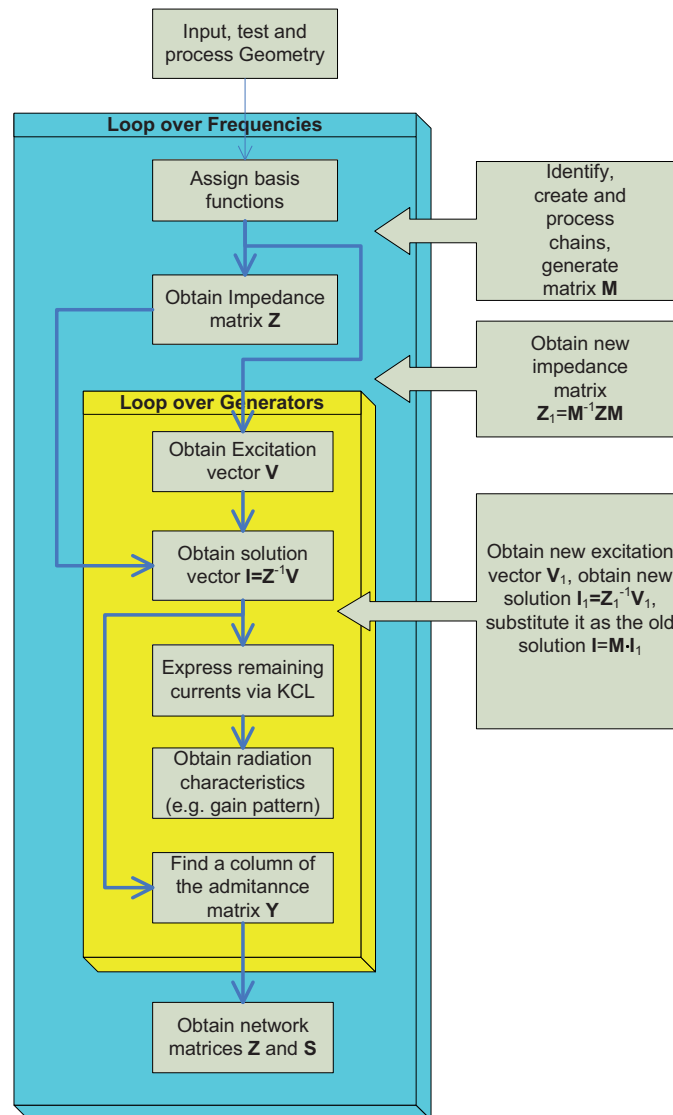 Input, test and
process Geometry
Loop over Frequencies
Assign basis
functions
Obtain Impedance
matrix Z
Loop over Generators
Obtain Excitation
vector V
Obtain solution
vector I=Z⁻¹V
Express remaining
currents via KCL
Obtain radiation
characteristics
(e.g. gain pattern)
Find a column of
the admitannce
matrix Y
Obtain network
matrices Z and S
Identify,
create and
process
chains,
generate
matrix M
Obtain new
impedance
matrix
Z₁=M⁻¹ZM
Obtain new excitation
vector V₁, obtain new
solution I₁=Z₁⁻¹V₁,
substitute it as the old
solution I=M·I₁